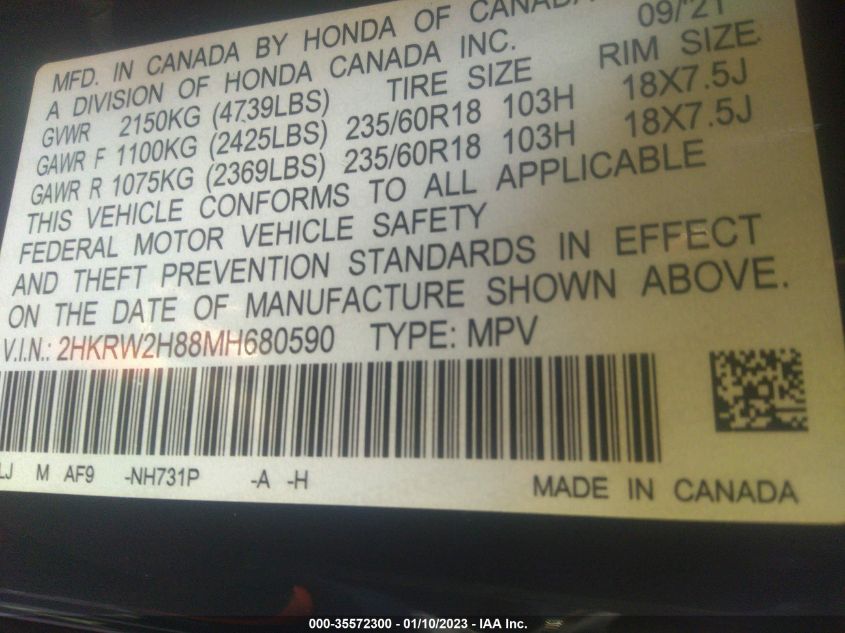 MFD. IN CANADA BY HONDA OF CANADA
A DIVISION OF HONDA CANADA INC. 09/'21
GVWR 2150KG (4739LBS) TIRE SIZE RIM SIZE
GAWR F 1100KG (2425LBS) 235/60R18 103H 18X7.5J
GAWR R 1075KG (2369LBS) 235/60R18 103H 18X7.5J
THIS VEHICLE CONFORMS TO ALL APPLICABLE
FEDERAL MOTOR VEHICLE SAFETY
AND THEFT PREVENTION STANDARDS IN EFFECT
ON THE DATE OF MANUFACTURE SHOWN ABOVE.
V.I.N.: 2HKRW2H88MH680590 TYPE: MPV
LJ M AF9 -NH731P -A -H
MADE IN CANADA
000-35572300 - 01/10/2023 - IAA Inc.